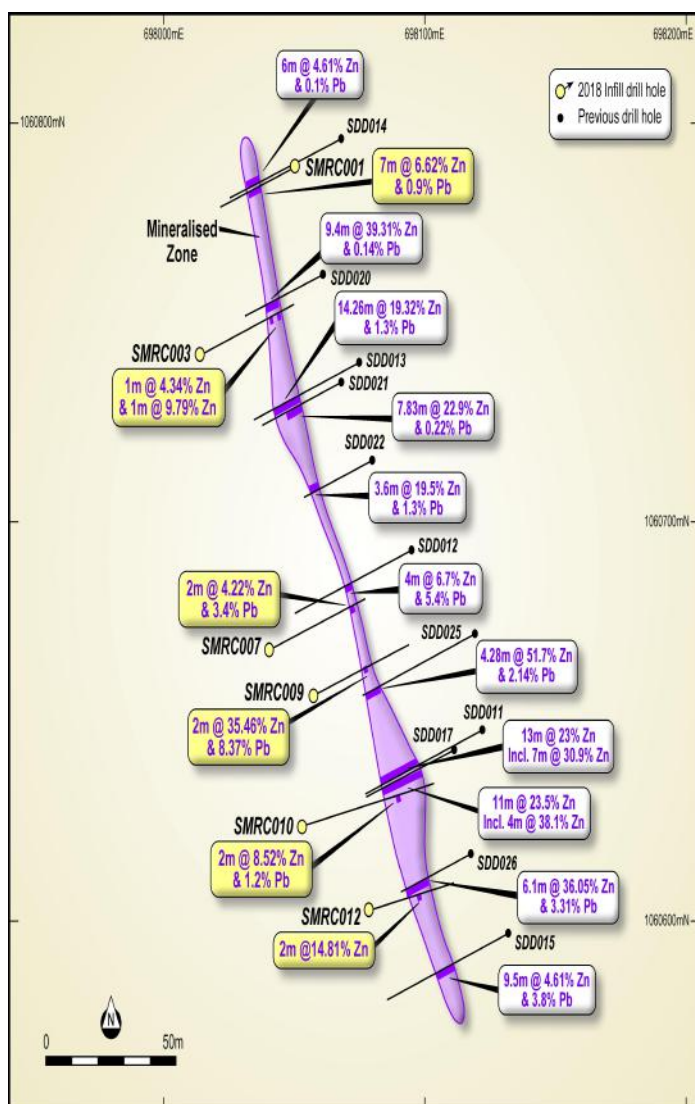 698000mE
698100mE
698200mE
6m @ 4.61% Zn
& 0.1% Pb
2018 Infill drill hole
Previous drill hole
1060800mN
SDD014
SMRC001
7m @ 6.62% Zn
& 0.9% Pb
Mineralised
Zone
9.4m @ 39.31% Zn
& 0.14% Pb
SDD020
14.26m @ 19.32% Zn
& 1.3% Pb
SMRC003
SDD013
1m @ 4.34% Zn
& 1m @ 9.79% Zn
SDD021
7.83m @ 22.9% Zn
& 0.22% Pb
SDD022
3.6m @ 19.5% Zn
& 1.3% Pb
1060700mN
SDD012
2m @ 4.22% Zn
& 3.4% Pb
4m @ 6.7% Zn
& 5.4% Pb
SMRC007
SDD025
4.28m @ 51.7% Zn
& 2.14% Pb
SMRC009
2m @ 35.46% Zn
& 8.37% Pb
SDD011
SDD017
13m @ 23% Zn
Incl. 7m @ 30.9% Zn
11m @ 23.5% Zn
Incl. 4m @ 38.1% Zn
SMRC010
2m @ 8.52% Zn
& 1.2% Pb
SDD026
6.1m @ 36.05% Zn
& 3.31% Pb
SMRC012
1060600mN
2m @14.81% Zn
SDD015
9.5m @ 4.61% Zn
& 3.8% Pb
N
0
50m